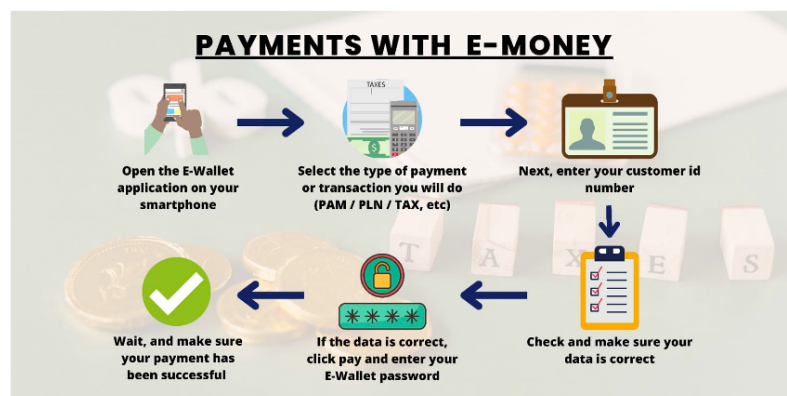 PAYMENTS WITH E-MONEY
TAXES
Open the E-Wallet
application on your
smartphone
Select the type of payment
or transaction you will do
(PAM / PLN / TAX, etc)
Next, enter your customer id
number
T A X E S
Wait, and make sure
your payment has
been successful
****
If the data is correct,
click pay and enter your
E-Wallet password
Check and make sure your
data is correct